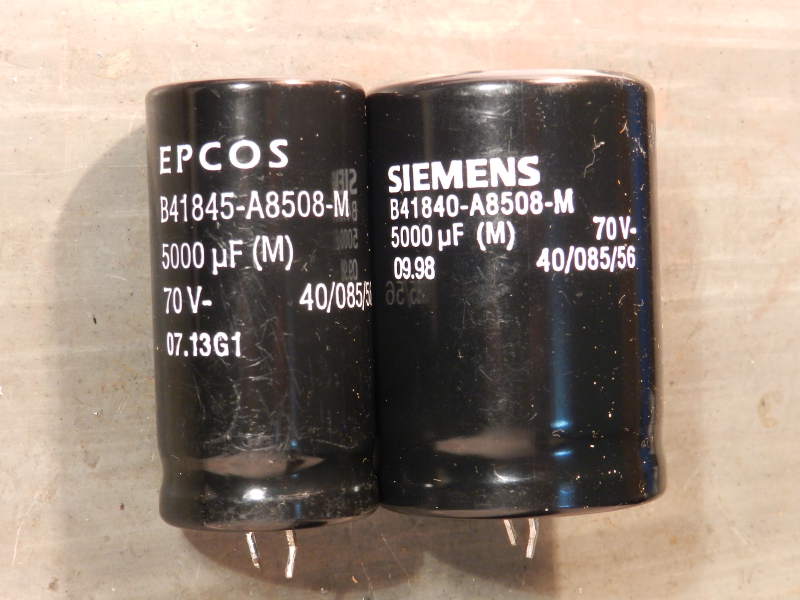 EPCOS
B41845-A8508-M
5000 µF (M)
70 V-
40/085/56
07.13G1
SIEMENS
B41840-A8508-M
5000 µF (M)
70 V-
09.98
40/085/56